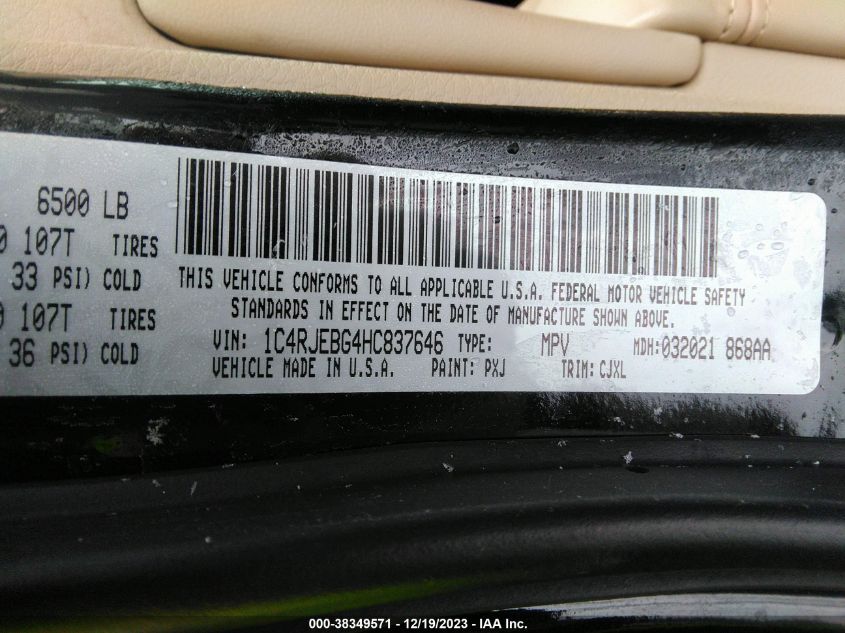 6500 LB
0 107T TIRES
33 PSI) COLD
0 107T TIRES
36 PSI) COLD
THIS VEHICLE CONFORMS TO ALL APPLICABLE U.S.A. FEDERAL MOTOR VEHICLE SAFETY
STANDARDS IN EFFECT ON THE DATE OF MANUFACTURE SHOWN ABOVE.
VIN: 1C4RJEBG4HC837646 TYPE: MPV MDH:032021 868AA
VEHICLE MADE IN U.S.A. PAINT: PXJ TRIM: CJXL
000-38349571 - 12/19/2023 - IAA Inc.